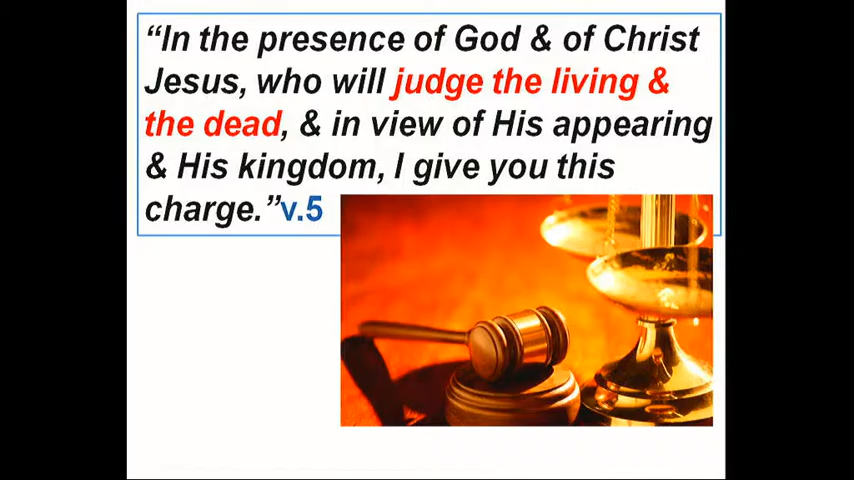 “In the presence of God & of Christ
Jesus, who will judge the living &
the dead, & in view of His appearing
& His kingdom, I give you this
charge.”v.5